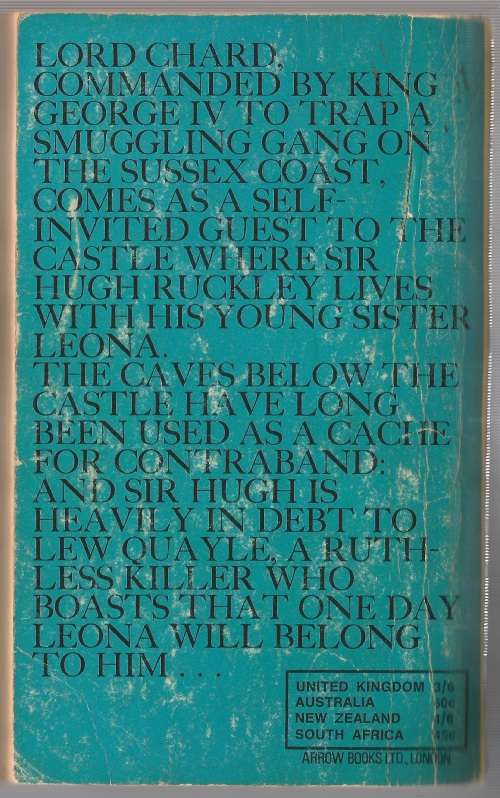 LORD CHARD,
COMMANDED BY KING
GEORGE IV TO TRAP A
SMUGGLING GANG ON
THE SUSSEX COAST,
COMES AS A SELF-
INVITED GUEST TO THE
CASTLE WHERE SIR
HUGH RUCKLEY LIVES
WITH HIS YOUNG SISTER
LEONA.
THE CAVES BELOW THE
CASTLE HAVE LONG
BEEN USED AS A CACHE
FOR CONTRABAND:
AND SIR HUGH IS
HEAVILY IN DEBT TO
LEW QUAYLE, A RUTH-
LESS KILLER WHO
BOASTS THAT ONE DAY
LEONA WILL BELONG
TO HIM . . .
UNITED KINGDOM 3/6
AUSTRALIA
NEW ZEALAND 4/6
SOUTH AFRICA
ARROW BOOKS LTD., LONDON